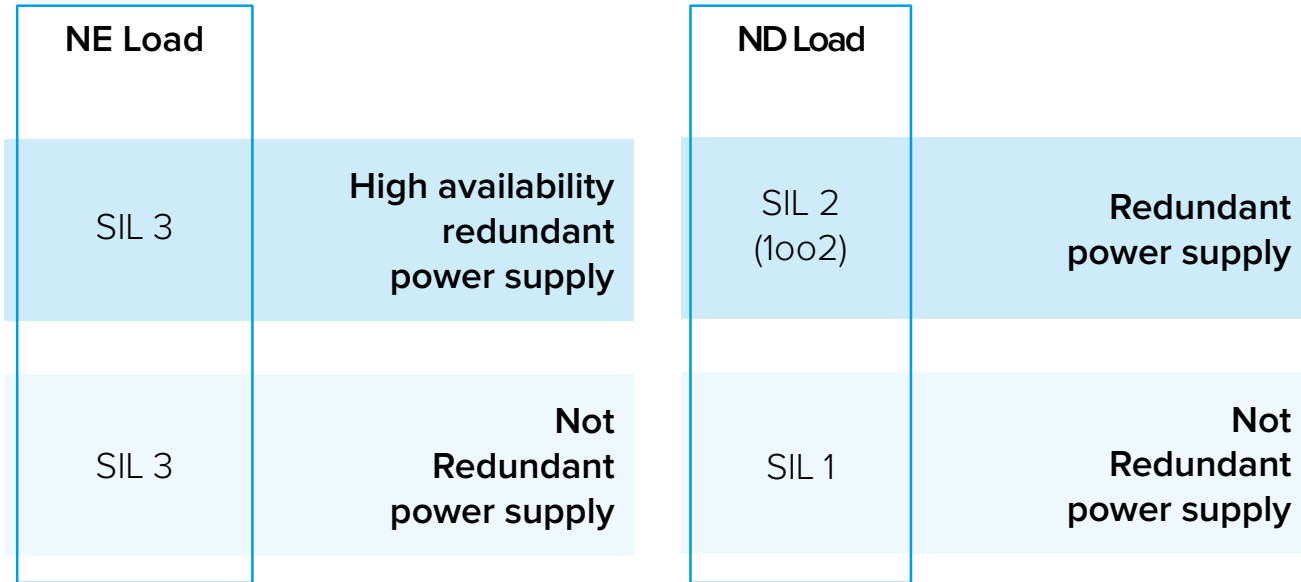 NE Load
SIL 3
High availability
redundant
power supply
SIL 3
Not
Redundant
power supply
ND Load
SIL 2
(1oo2)
Redundant
power supply
SIL 1
Not
Redundant
power supply